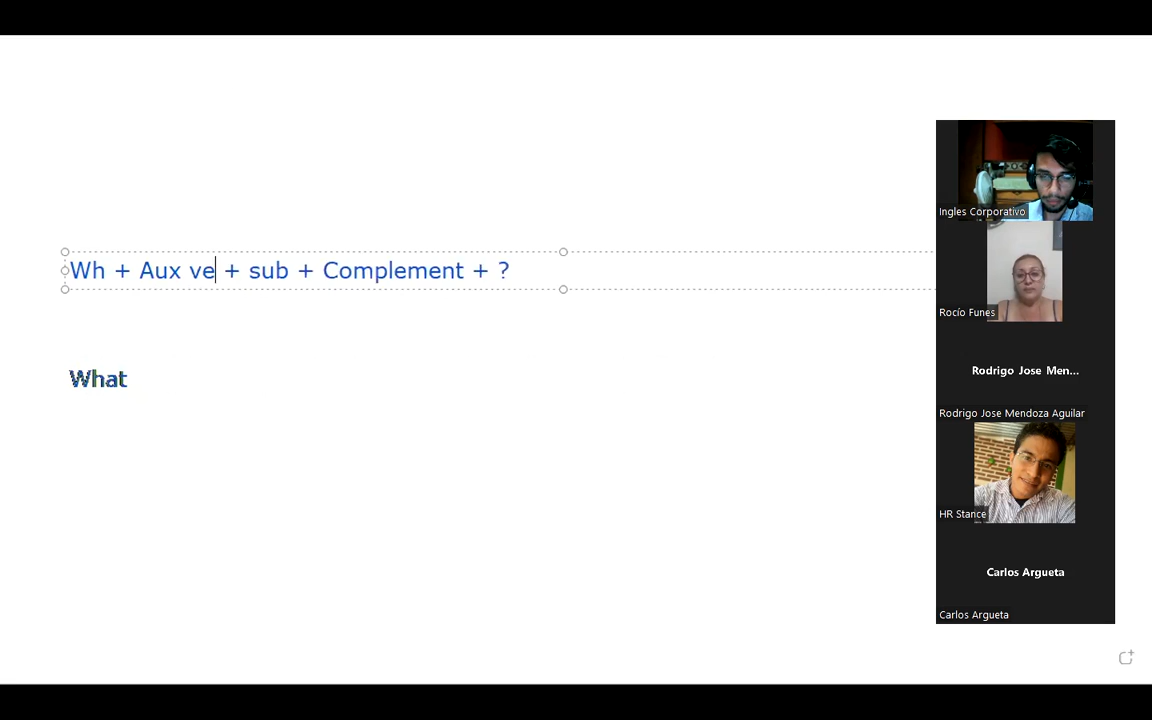 Wh + Aux ve + sub + Complement + ?
What
Ingles Corporativo
Rocío Funes
Rodrigo Jose Men...
Rodrigo Jose Mendoza Aguilar
HR Stance
Carlos Argueta
Carlos Argueta